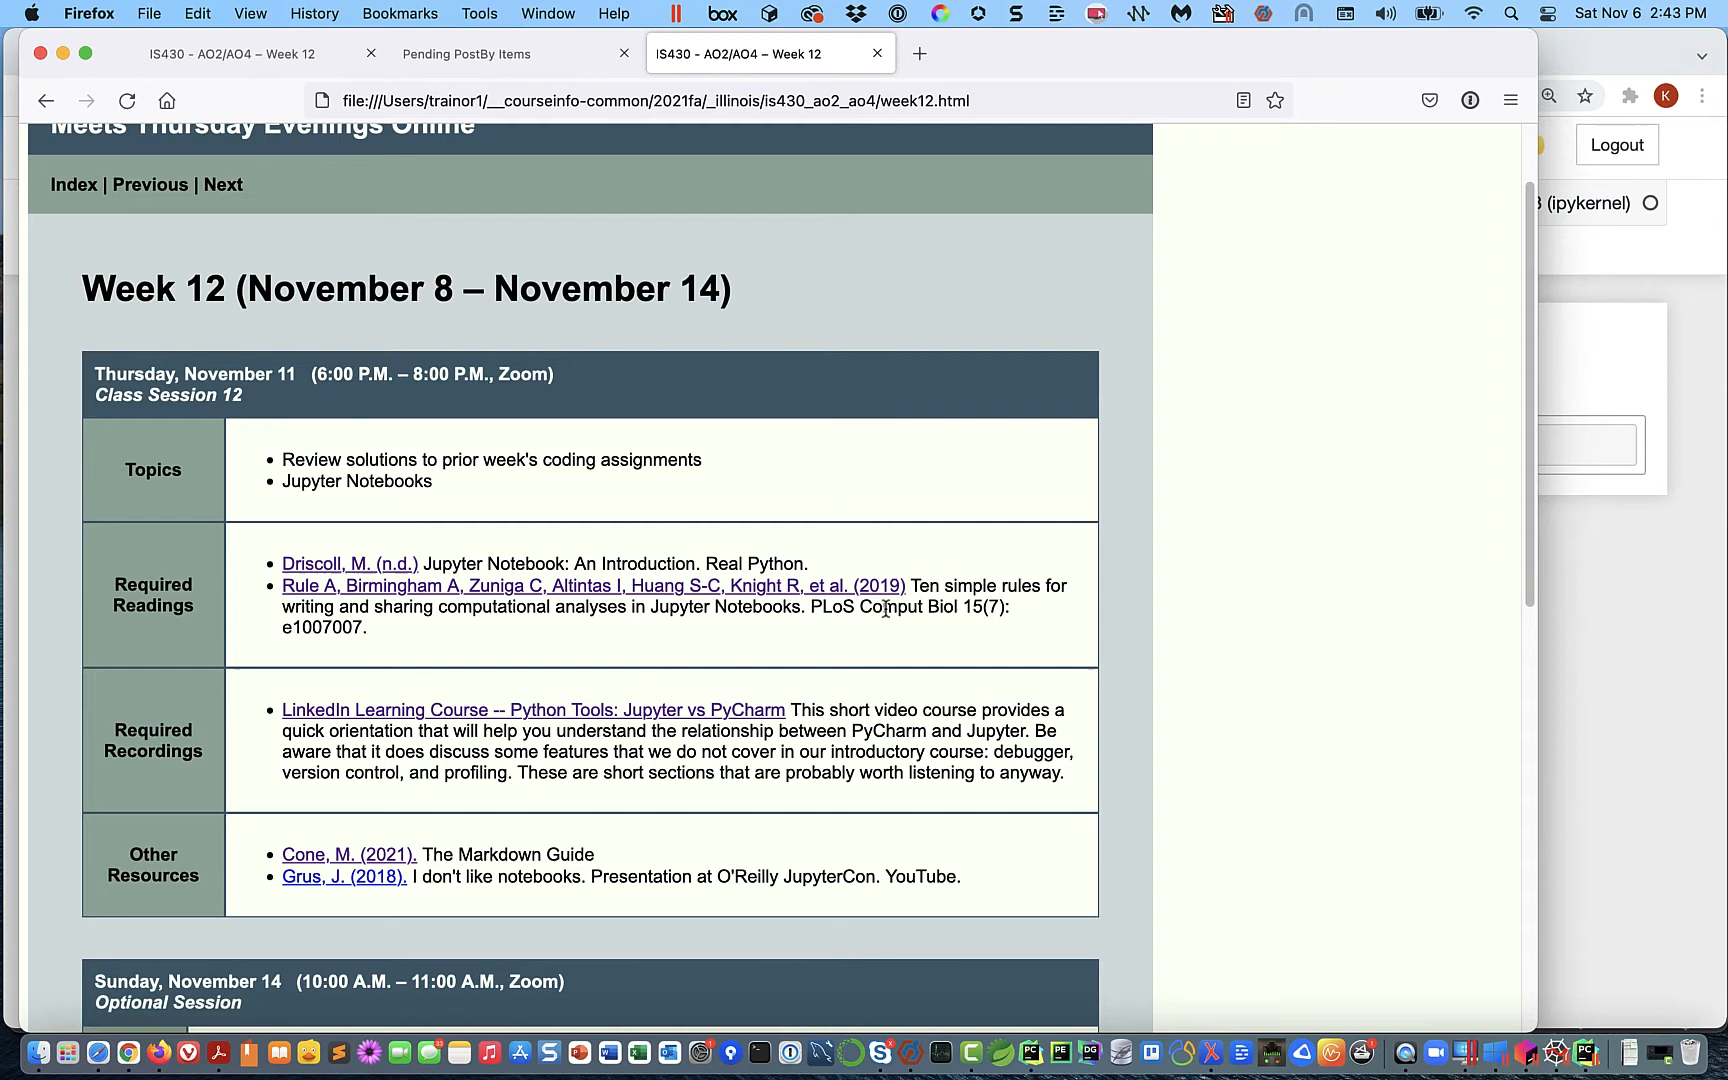 Firefox File Edit View History Bookmarks Tools Window Help box Sat Nov 6 2:43 PM
IS430 - AO2/AO4 – Week 12 Pending PostBy Items IS430 - AO2/AO4 – Week 12
file:///Users/trainor1/__courseinfo-common/2021fa/_illinois/is430_ao2_ao4/week12.html
K
Meets Thursday Evenings Online
Logout
Index | Previous | Next
(ipykernel)
Week 12 (November 8 – November 14)
Thursday, November 11 (6:00 P.M. – 8:00 P.M., Zoom)
Class Session 12
Topics
Review solutions to prior week's coding assignments
Jupyter Notebooks
Required
Readings
Driscoll, M. (n.d.) Jupyter Notebook: An Introduction. Real Python.
Rule A, Birmingham A, Zuniga C, Altintas I, Huang S-C, Knight R, et al. (2019) Ten simple rules for
writing and sharing computational analyses in Jupyter Notebooks. PLoS Comput Biol 15(7):
e1007007.
Required
Recordings
LinkedIn Learning Course -- Python Tools: Jupyter vs PyCharm This short video course provides a
quick orientation that will help you understand the relationship between PyCharm and Jupyter. Be
aware that it does discuss some features that we do not cover in our introductory course: debugger,
version control, and profiling. These are short sections that are probably worth listening to anyway.
Other
Resources
Cone, M. (2021). The Markdown Guide
Grus, J. (2018). I don't like notebooks. Presentation at O'Reilly JupyterCon. YouTube.
Sunday, November 14 (10:00 A.M. – 11:00 A.M., Zoom)
Optional Session